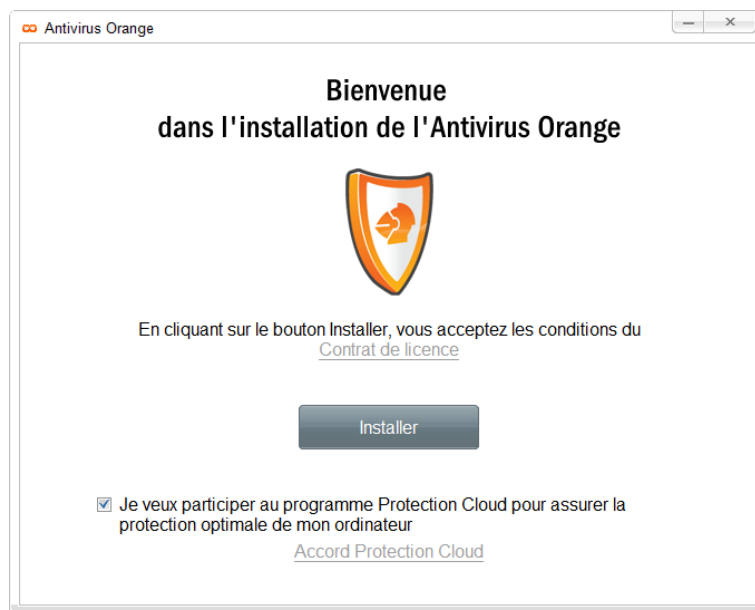 Antivirus Orange
Bienvenue
dans l'installation de l'Antivirus Orange
En cliquant sur le bouton Installer, vous acceptez les conditions du
Contrat de licence
Installer
Je veux participer au programme Protection Cloud pour assurer la
protection optimale de mon ordinateur
Accord Protection Cloud